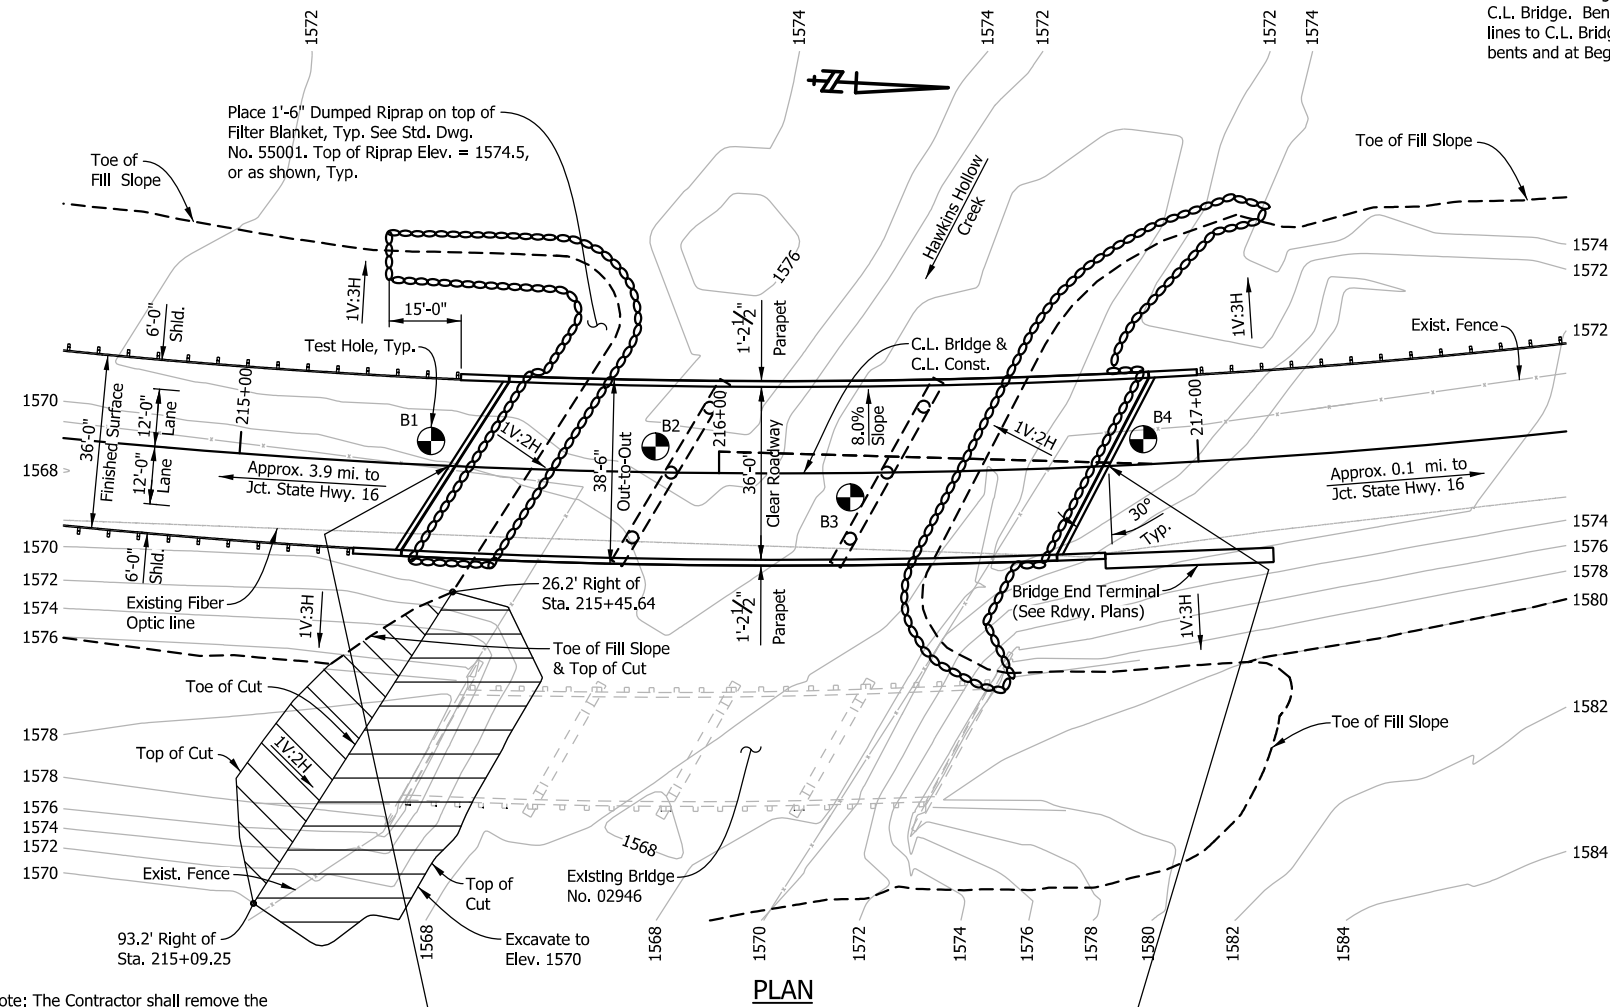 1572
1574
1574
1572
1572
1574
C.L. Bridge. Ben
lines to C.L. Bridg
bents and at Beg
Place 1'-6" Dumped Riprap on top of
Filter Blanket, Typ. See Std. Dwg.
No. 55001. Top of Riprap Elev. = 1574.5,
or as shown, Typ.
Toe of
Fill Slope
Toe of Fill Slope
Hawkins Hollow
Creek
1576
1574
1572
1572
1V:3H
15'-0"
6'-0"
Shld.
Test Hole, Typ.
1'-2½"
Parapet
C.L. Bridge &
C.L. Const.
1V:3H
Exist. Fence
1570
1568
36'-0"
Finished Surface
12'-0"
Lane
12'-0"
Lane
215+00
B1
1V:2H
B2
216+00
8.0%
Slope
1V:2H
B4
217+00
Approx. 3.9 mi. to
Jct. State Hwy. 16
38'-6"
Out-to-Out
36'-0"
Clear Roadway
B3
30°
Typ.
Approx. 0.1 mi. to
Jct. State Hwy. 16
1570
1572
1574
1576
6'-0"
Shld.
Existing Fiber
Optic line
1V:3H
26.2' Right of
Sta. 215+45.64
1'-2½"
Parapet
Bridge End Terminal
(See Rdwy. Plans)
1V:3H
1574
1576
1578
1580
Toe of Fill Slope
& Top of Cut
Toe of Cut
1578
Top of Cut
1V:2H
1578
1576
1574
1572
1570
Toe of Fill Slope
1582
1584
1568
Existing Bridge
No. 02946
Exist. Fence
Top of
Cut
93.2' Right of
Sta. 215+09.25
Excavate to
Elev. 1570
1568
1568
1570
1572
1574
1576
1578
1580
1582
1584
PLAN
ote: The Contractor shall remove the